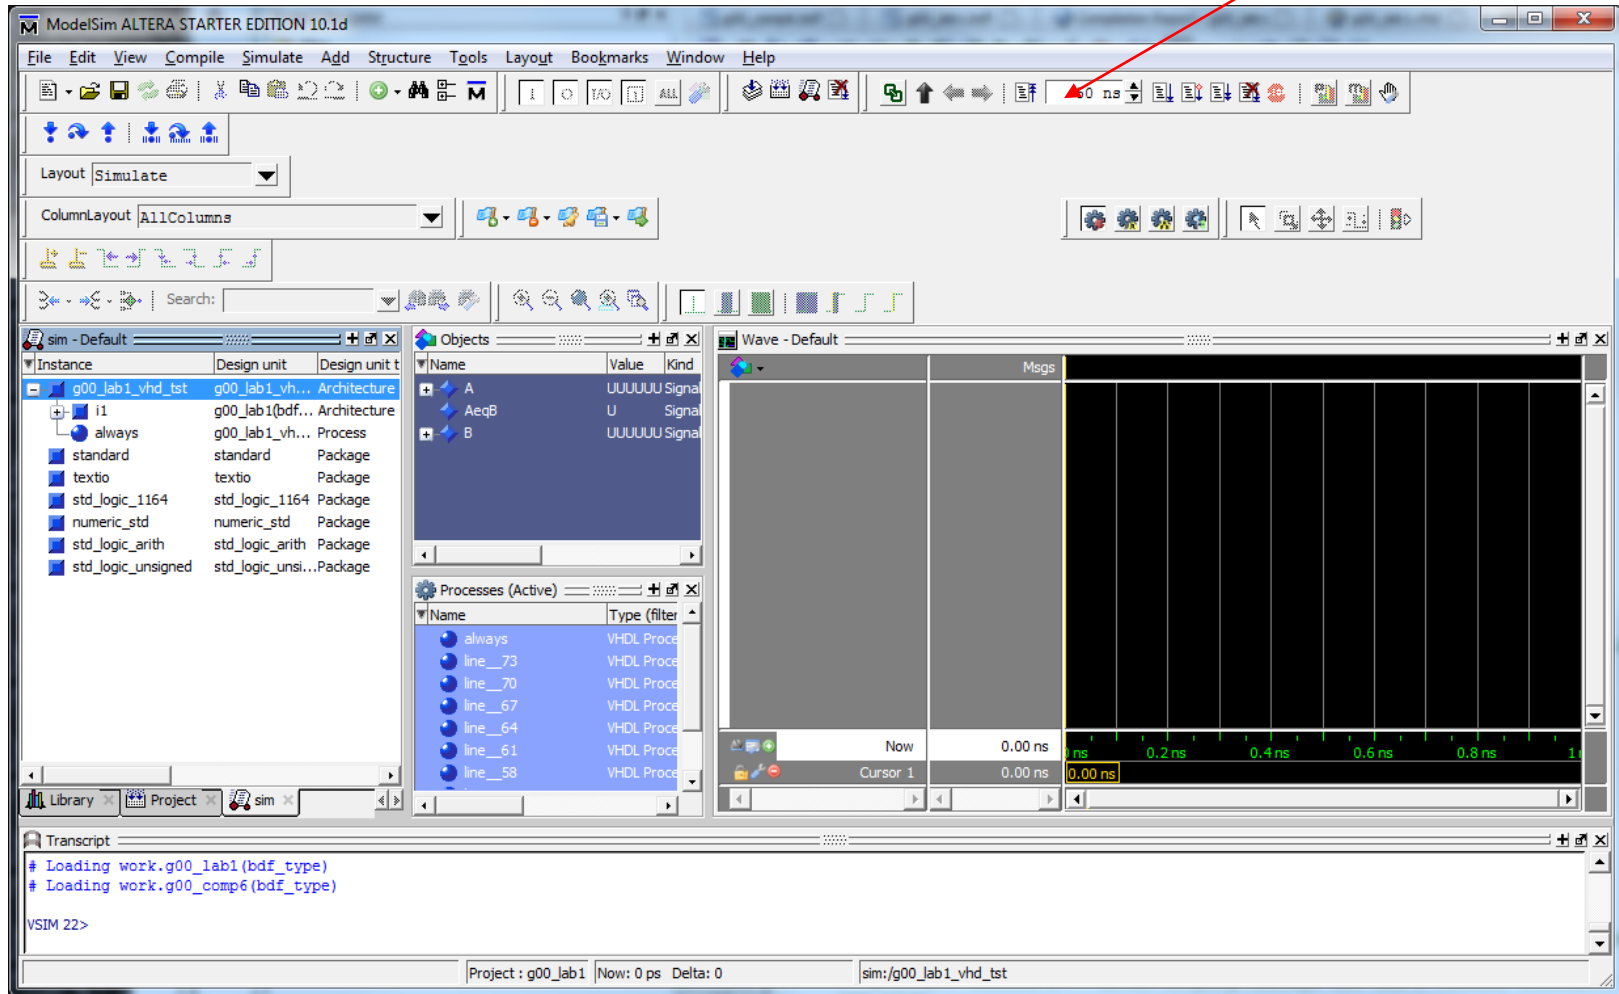 ModelSim ALTERA STARTER EDITION 10.1d
File Edit View Compile Simulate Add Structure Tools Layout Bookmarks Window Help
ns
Layout Simulate
ColumnLayout AllColumns
Search:
sim - Default
Instance Design unit Design unit t
g00_lab1_vhd_tst g00_lab1_vh... Architecture
i1 g00_lab1(bdf... Architecture
always g00_lab1_vh... Process
standard standard Package
textio textio Package
std_logic_1164 std_logic_1164 Package
numeric_std numeric_std Package
std_logic_arith std_logic_arith Package
std_logic_unsigned std_logic_unsi... Package
Library Project sim
Objects
Name Value Kind
A UUUUUU Signal
AeqB U Signal
B UUUUUU Signal
Processes (Active)
Name Type (filter
always VHDL Proce
line__73 VHDL Proce
line__70 VHDL Proce
line__67 VHDL Proce
line__64 VHDL Proce
line__61 VHDL Proce
line__58 VHDL Proce
Wave - Default
Msgs
Now 0.00 ns
Cursor 1 0.00 ns
ns 0.2 ns 0.4 ns 0.6 ns 0.8 ns 1
0.00 ns
Transcript
# Loading work.g00_lab1(bdf_type)
# Loading work.g00_comp6(bdf_type)
VSIM 22>
Project : g00_lab1 Now: 0 ps Delta: 0 sim:/g00_lab1_vhd_tst